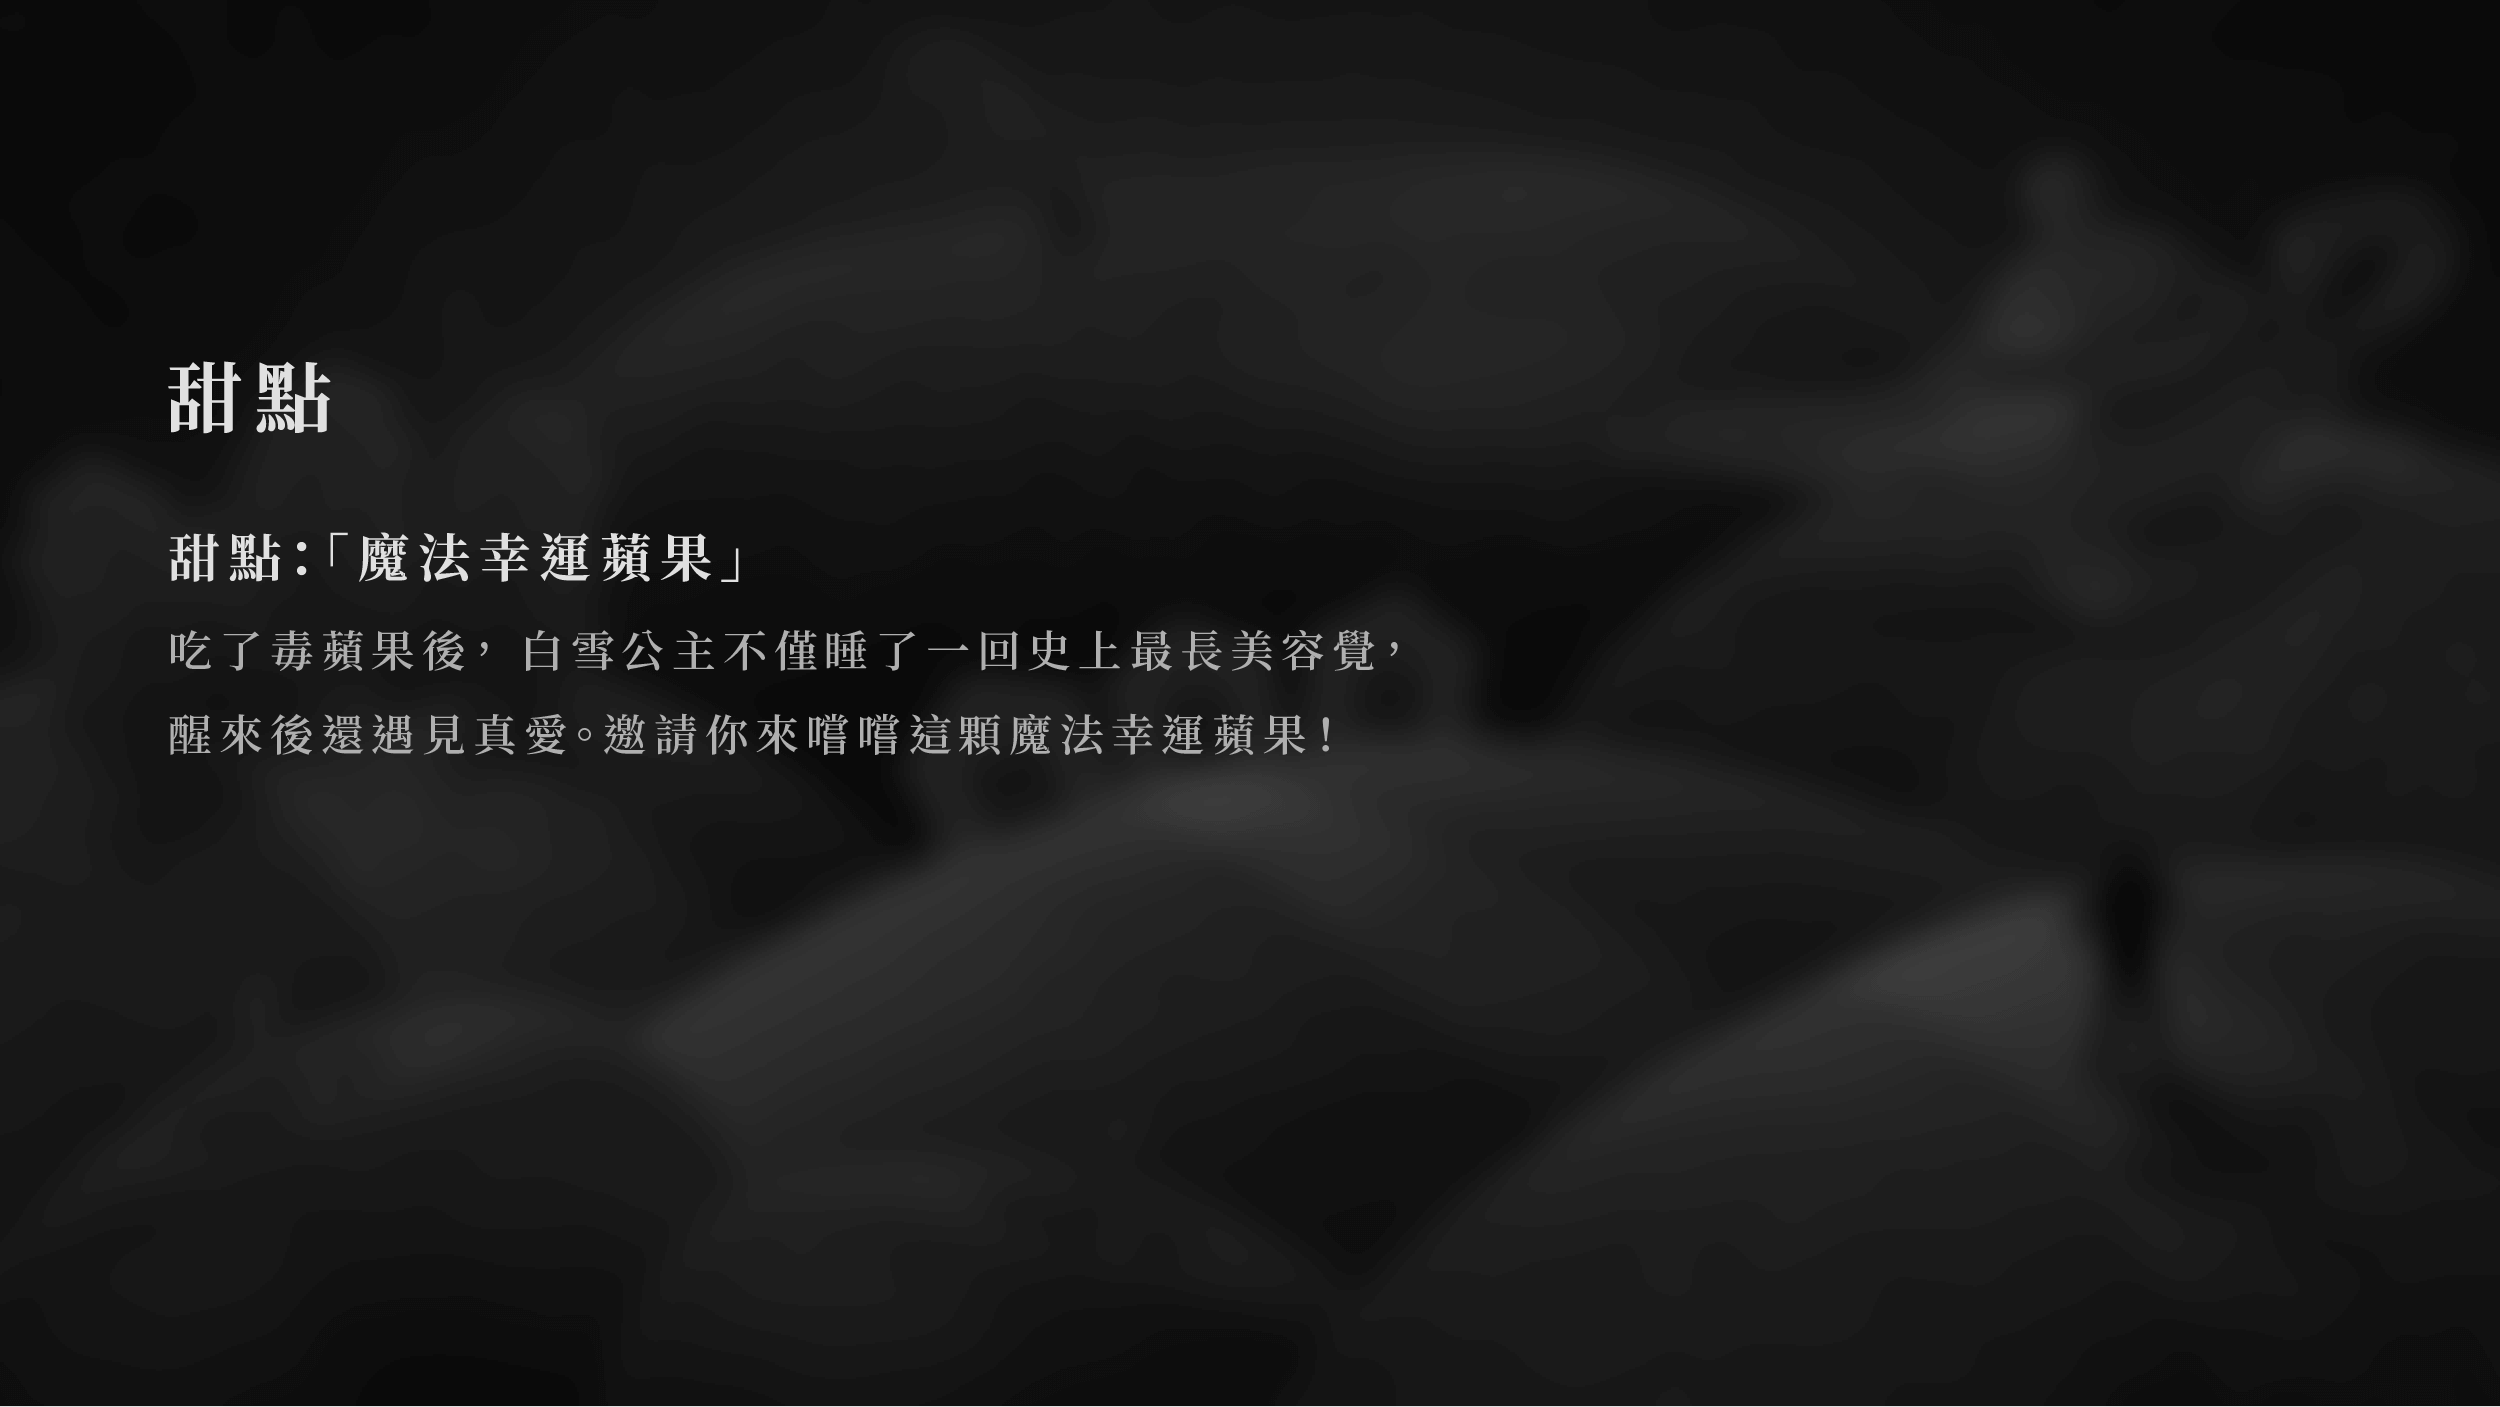 甜點
甜點：「魔法幸運蘋果」
吃了毒蘋果後，白雪公主不僅睡了一回史上最長美容覺，
醒來後還遇見真愛。邀請你來嚐嚐這顆魔法幸運蘋果！